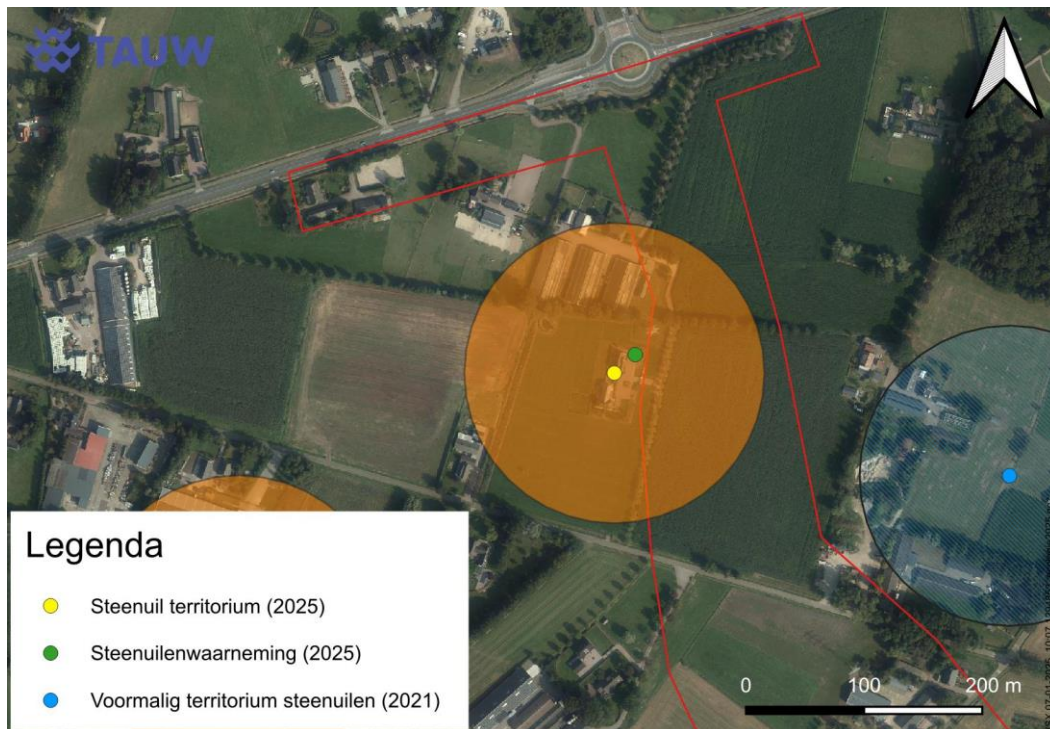 TAUW
Legenda
Steenuil territorium (2025)
Steenuilenwaarneming (2025)
Voormalig territorium steenuilen (2021)
0 100 200 m